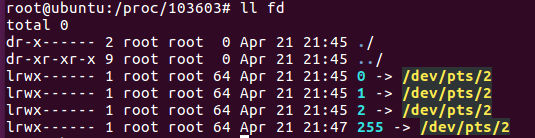 root@ubuntu:/proc/103603# ll fd
total 0
dr-x------ 2 root root  0 Apr 21 21:45 ./
dr-xr-xr-x 9 root root  0 Apr 21 21:45 ../
lrwx------ 1 root root 64 Apr 21 21:45 0 -> /dev/pts/2
lrwx------ 1 root root 64 Apr 21 21:45 1 -> /dev/pts/2
lrwx------ 1 root root 64 Apr 21 21:45 2 -> /dev/pts/2
lrwx------ 1 root root 64 Apr 21 21:47 255 -> /dev/pts/2